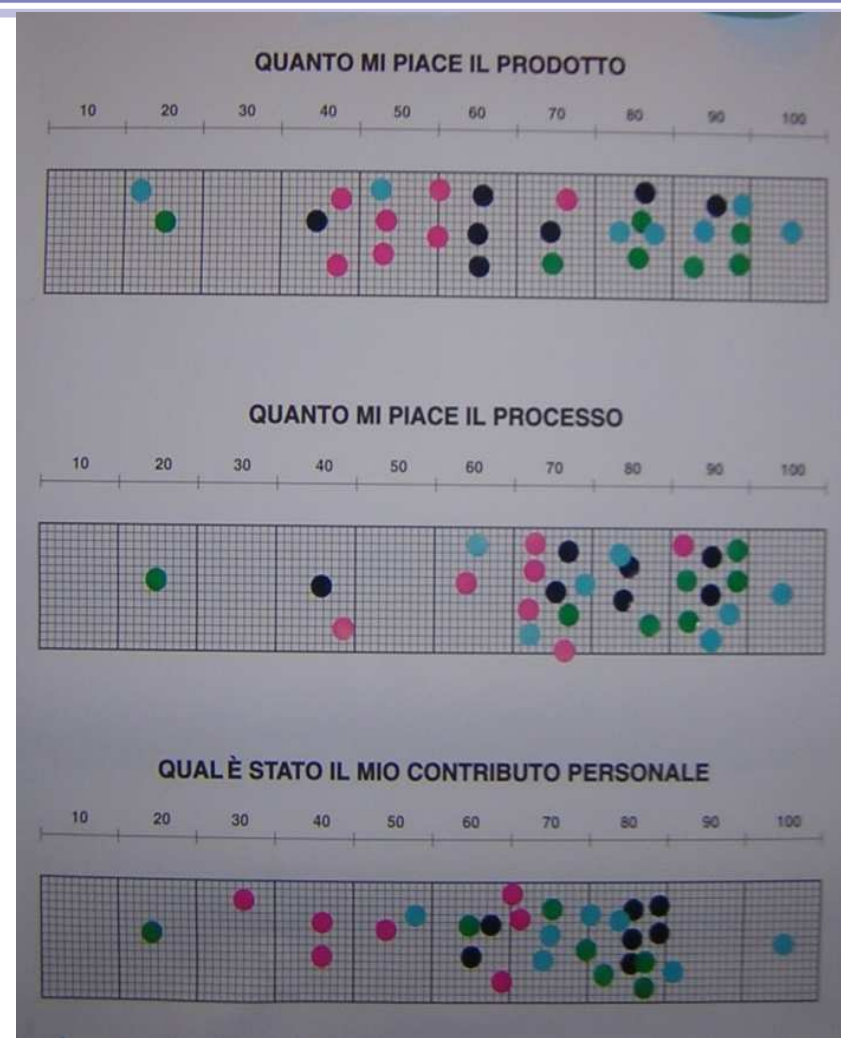 QUANTO MI PIACE IL PRODOTTO
10 20 30 40 50 60 70 80 90 100
QUANTO MI PIACE IL PROCESSO
10 20 30 40 50 60 70 80 90 100
QUAL È STATO IL MIO CONTRIBUTO PERSONALE
10 20 30 40 50 60 70 80 90 100